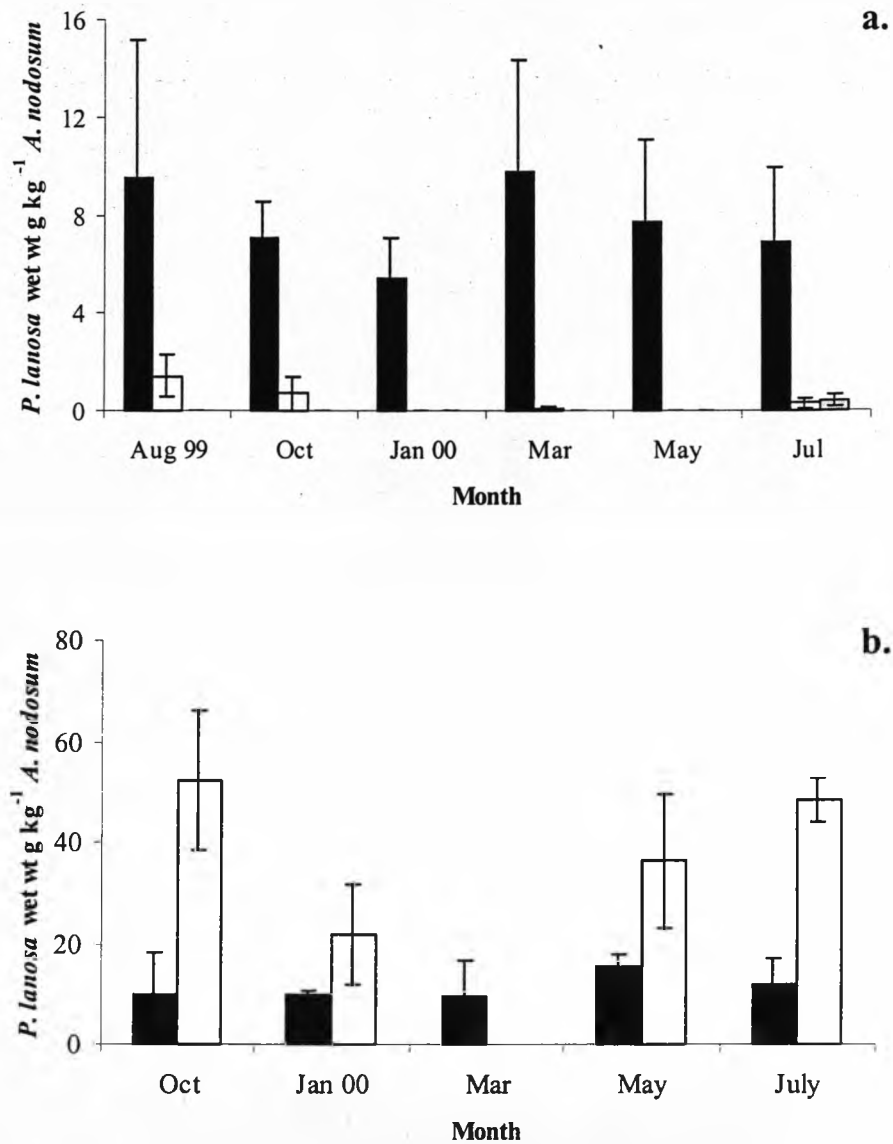 a.
P. lanosa wet wt g kg⁻¹ A. nodosum
16
12
8
4
0
Aug 99 Oct Jan 00 Mar May Jul
Month
b.
P. lanosa wet wt g kg⁻¹ A. nodosum
80
60
40
20
0
Oct Jan 00 Mar May July
Month